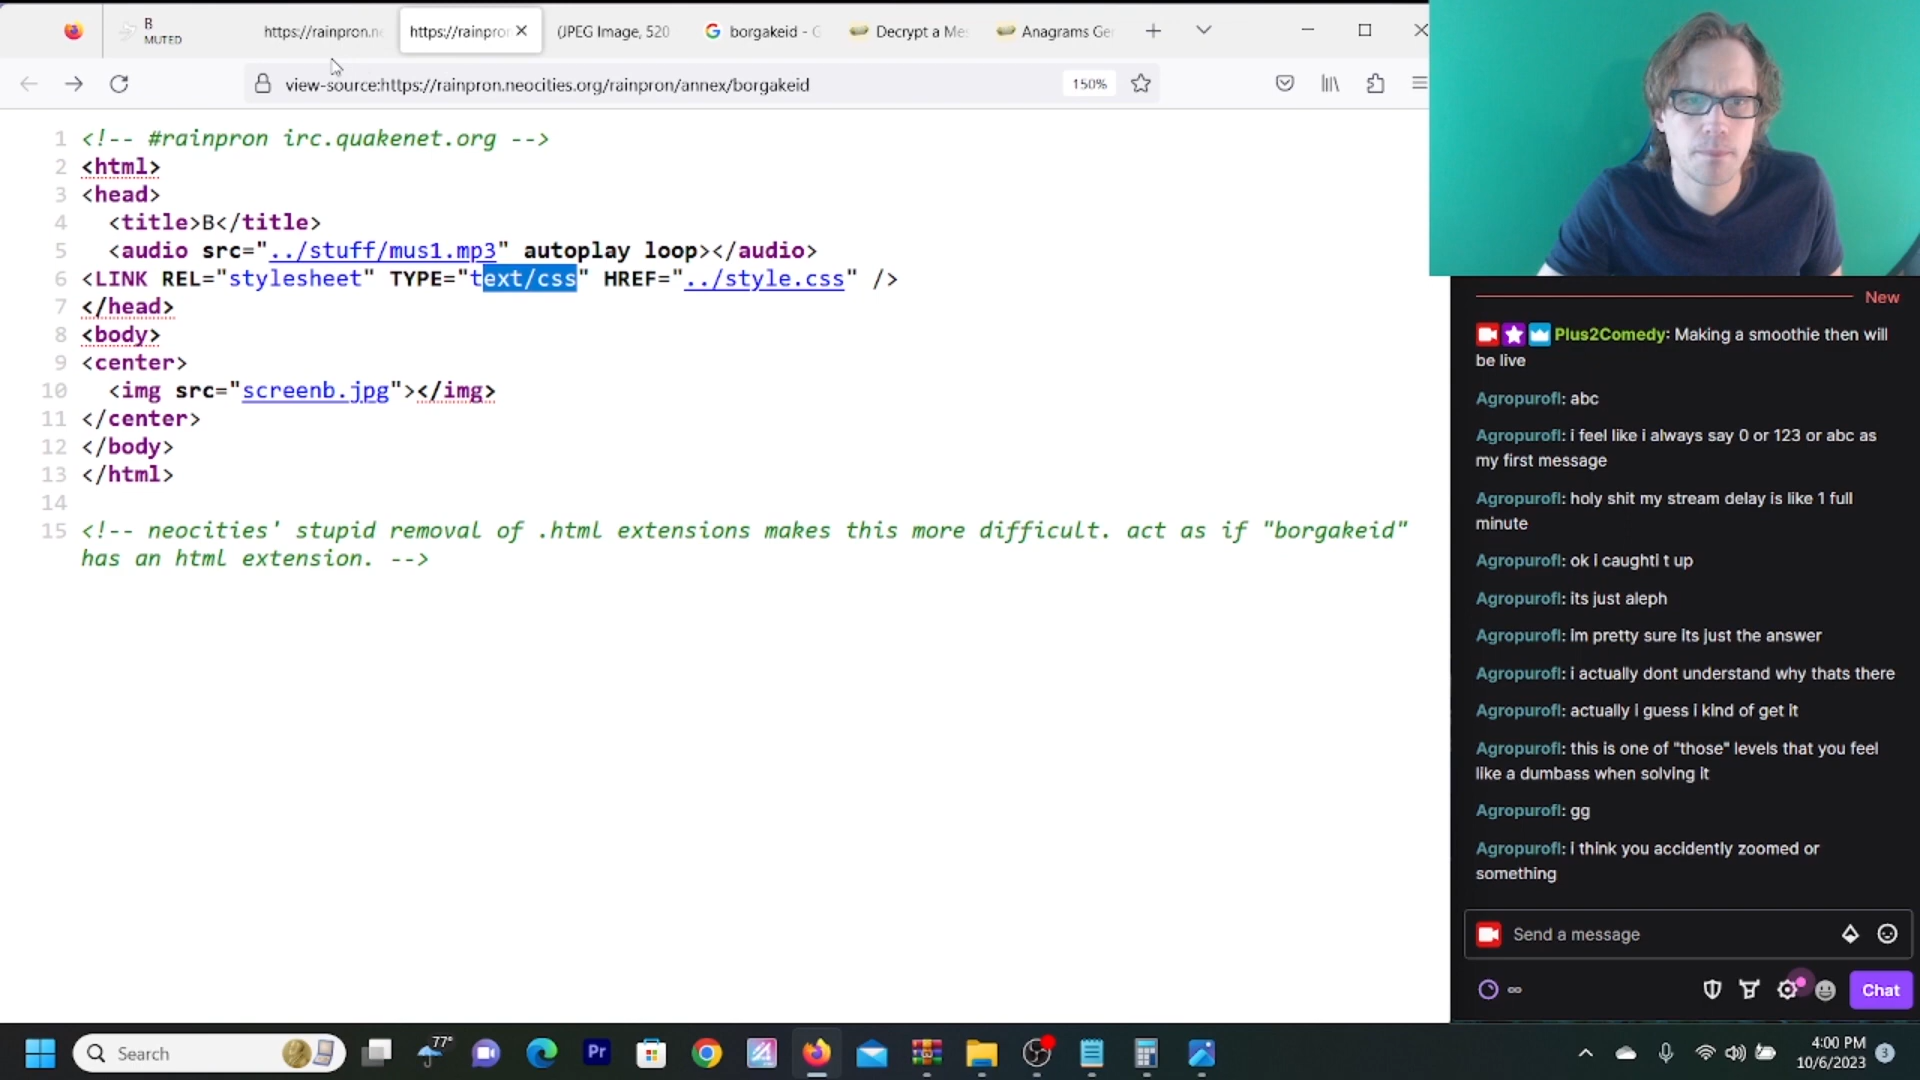 B
MUTED
https://rainpron.ne
https://rainpror
(JPEG Image, 520
borgakeid - G
Decrypt a Me
Anagrams Ge
view-source:https://rainpron.neocities.org/rainpron/annex/borgakeid
150%
1 <!-- #rainpron irc.quakenet.org -->
2 <html>
3 <head>
4 <title>B</title>
5 <audio src="../stuff/mus1.mp3" autoplay loop></audio>
6 <LINK REL="stylesheet" TYPE="text/css" HREF="../style.css" />
7 </head>
8 <body>
9 <center>
10 <img src="screenb.jpg"></img>
11 </center>
12 </body>
13 </html>
14
15 <!-- neocities' stupid removal of .html extensions makes this more difficult. act as if "borgakeid"
has an html extension. -->
New
Plus2Comedy: Making a smoothie then will
be live
Agropurofl: abc
Agropurofl: i feel like i always say 0 or 123 or abc as
my first message
Agropurofl: holy shit my stream delay is like 1 full
minute
Agropurofl: ok i caughti t up
Agropurofl: its just aleph
Agropurofl: im pretty sure its just the answer
Agropurofl: i actually dont understand why thats there
Agropurofl: actually i guess i kind of get it
Agropurofl: this is one of "those" levels that you feel
like a dumbass when solving it
Agropurofl: gg
Agropurofl: i think you accidently zoomed or
something
Send a message
∞
Chat
Search
77°
Pr
4:00 PM
10/6/2023
3